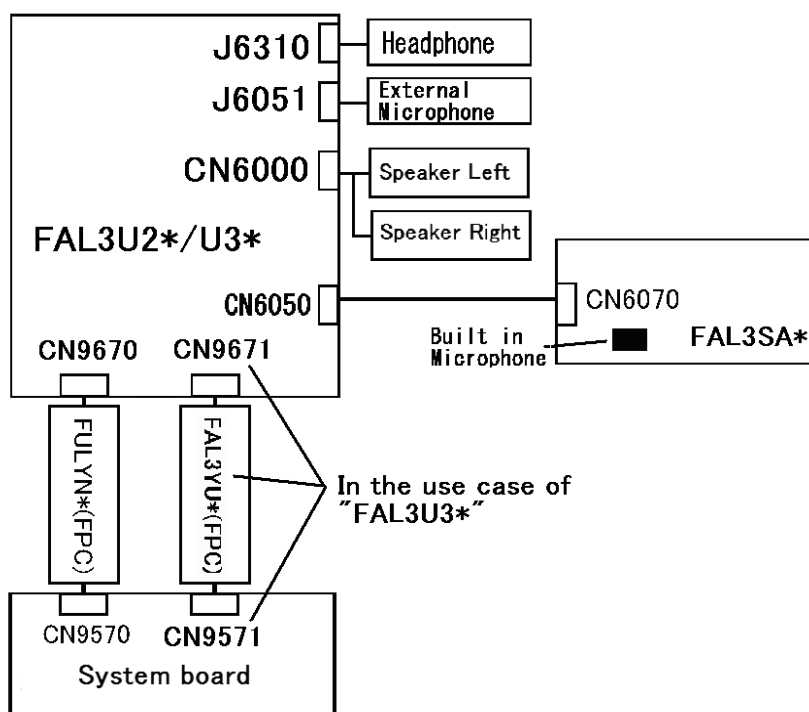 J6310
Headphone
J6051
External
Microphone
CN6000
Speaker Left
FAL3U2*/U3*
Speaker Right
CN6050
CN6070
Built in
Microphone
FAL3SA*
CN9670
CN9671
FULYN*(FPC)
FAL3YU*(FPC)
In the use case of
"FAL3U3*"
CN9570
CN9571
System board